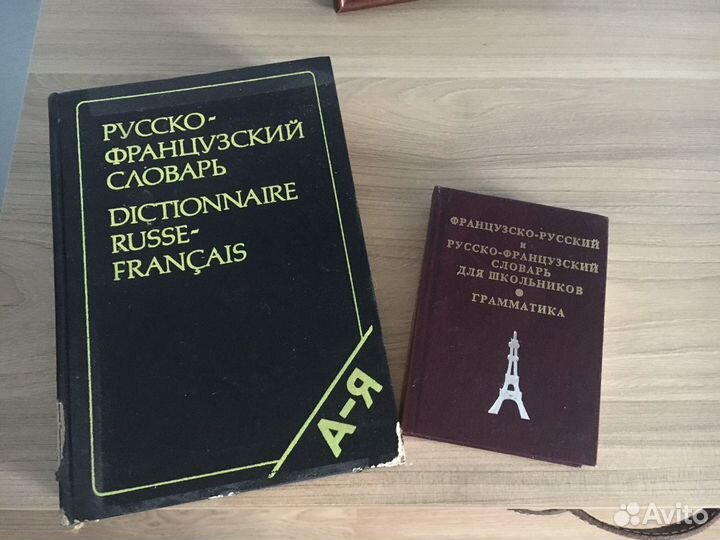 РУССКО-
ФРАНЦУЗСКИЙ
СЛОВАРЬ
DICTIONNAIRE
RUSSE-
FRANÇAIS
А-Я
ФРАНЦУЗСКО-РУССКИЙ
и
РУССКО-ФРАНЦУЗСКИЙ
СЛОВАРЬ
ДЛЯ ШКОЛЬНИКОВ
ГРАММАТИКА
Avito